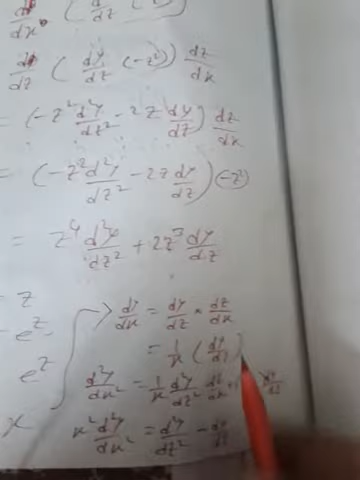 d/dz ( dy/dz (-z²)) dz/dx
= (-z² d²y/dz² - 2z dy/dz) dz/dx
= (-z² d²y/dz² - 2z dy/dz) (-z²)
= z⁴ d²y/dz² + 2z³ dy/dz
= z
e^z
e^z
x
dy/dx = dy/dz × dz/dx
= 1/x (dy/dz)
d²y/dx² = 1/x d²y/dz² dz/dx
x² d²y/dx² = d²y/dz² - dy/dz